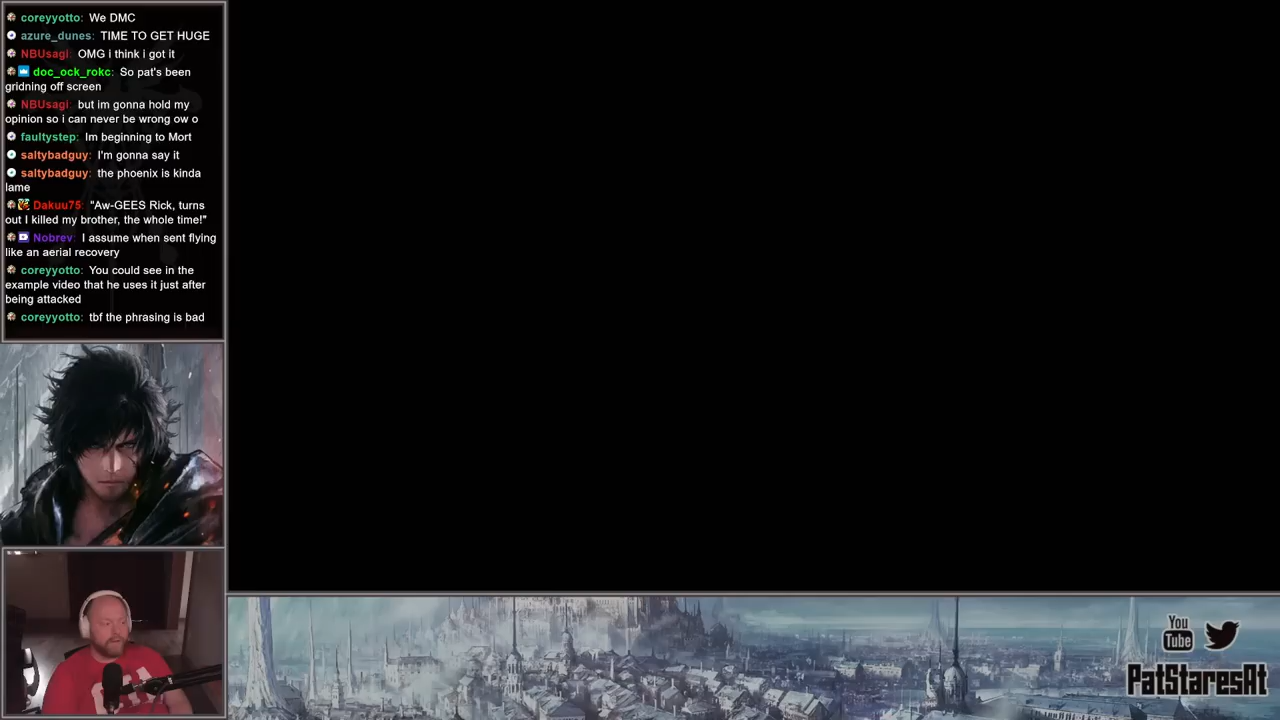 coreyyotto: We DMC
azure_dunes: TIME TO GET HUGE
NBUsagi: OMG i think i got it
doc_ock_rokc: So pat's been
gridning off screen
NBUsagi: but im gonna hold my
opinion so i can never be wrong ow o
faultystep: Im beginning to Mort
saltybadguy: I'm gonna say it
saltybadguy: the phoenix is kinda
lame
Dakuu75: "Aw-GEES Rick, turns
out I killed my brother, the whole time!"
Nobrev: I assume when sent flying
like an aerial recovery
coreyyotto: You could see in the
example video that he uses it just after
being attacked
coreyyotto: tbf the phrasing is bad
You
Tube
PatStaresAt